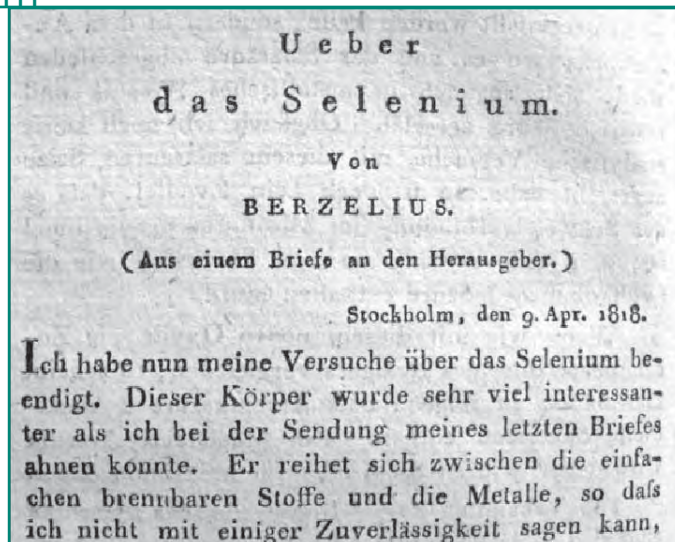 Ueber
das Selenium.
Von
BERZELIUS.
(Aus einem Briefe an den Herausgeber.)
Stockholm, den 9. Apr. 1818.
Ich habe nun meine Versuche über das Selenium be-
endigt. Dieser Körper wurde sehr viel interessan-
ter als ich bei der Sendung meines letzten Briefes
ahnen konnte. Er reihet sich zwischen die einfa-
chen brennbaren Stoffe und die Metalle, so daſs
ich nicht mit einiger Zuverlässigkeit sagen kann,